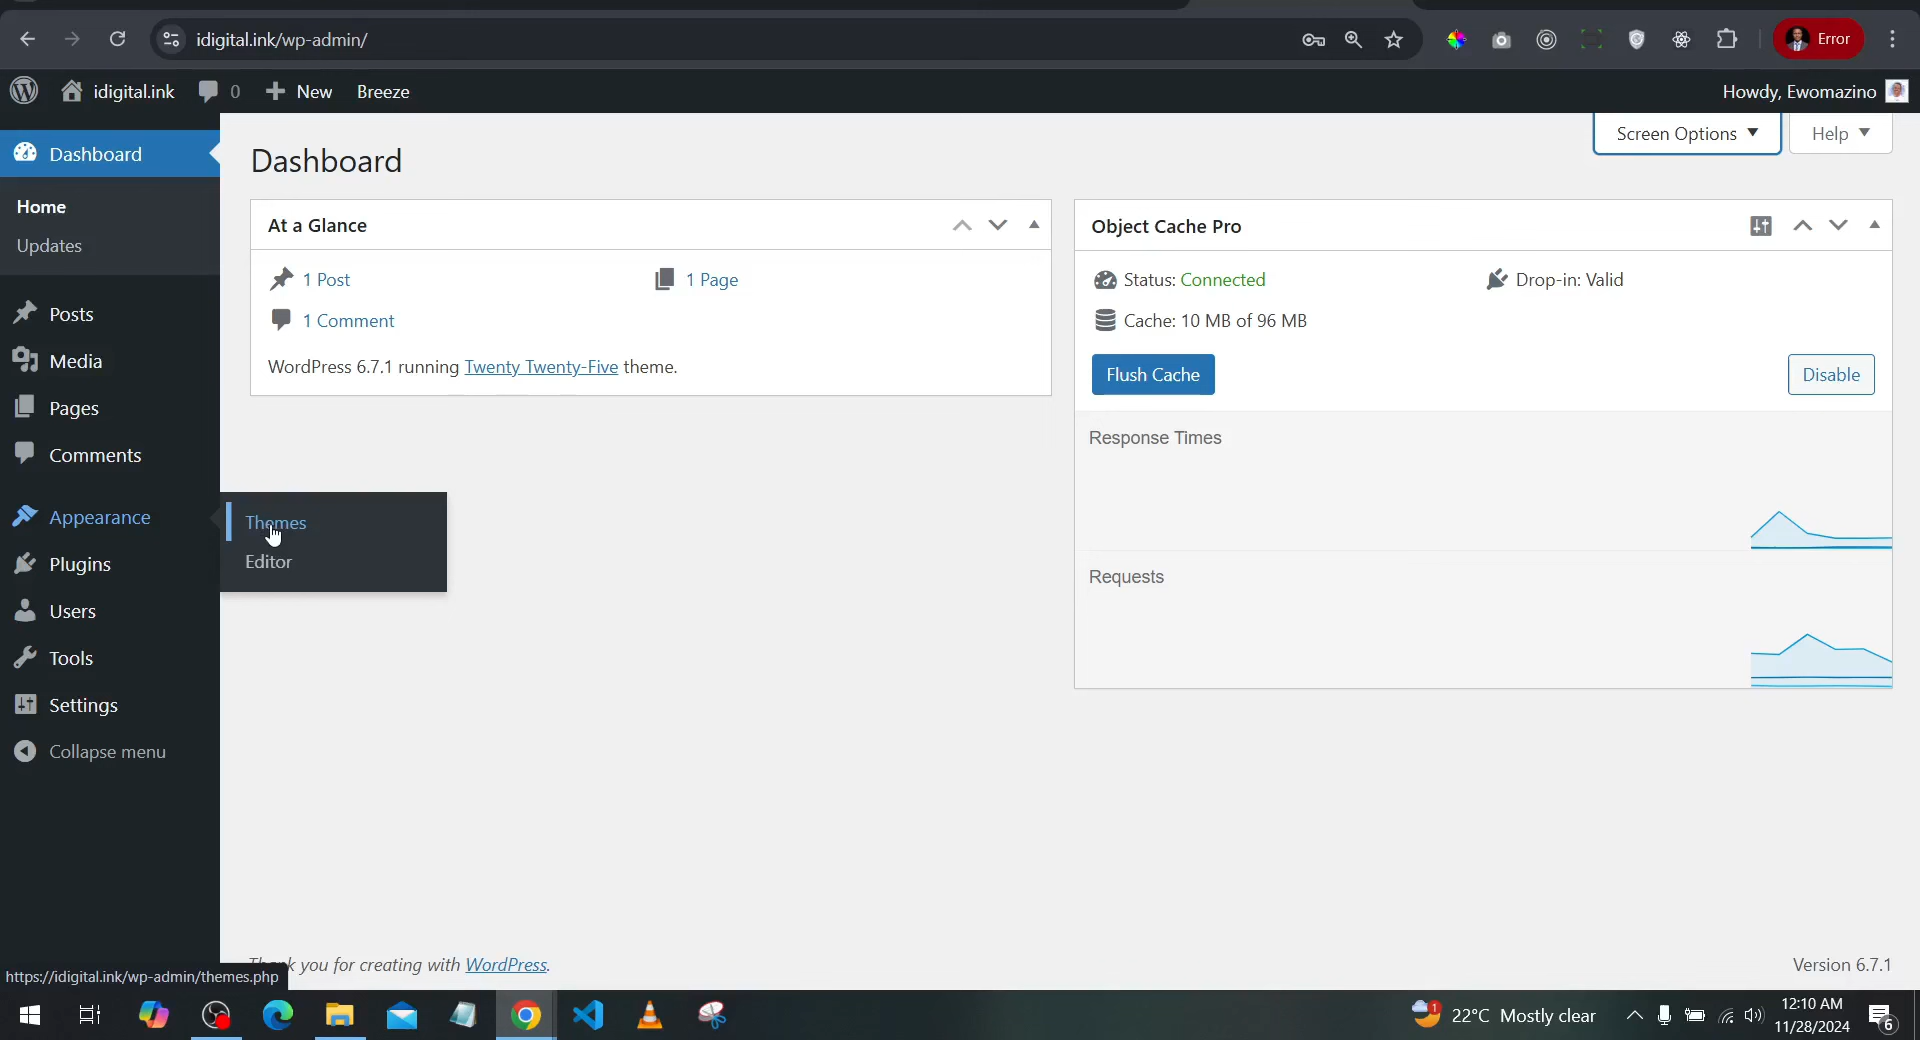 idigital.ink/wp-admin/
Error
idigital.ink
0
New
Breeze
Howdy, Ewomazino
Dashboard
Home
Updates
Posts
Media
Pages
Comments
Appearance
Plugins
Users
Tools
Settings
Collapse menu
Themes
Editor
Screen Options
Help
Dashboard
At a Glance
1 Post
1 Page
1 Comment
WordPress 6.7.1 running Twenty Twenty-Five theme.
Object Cache Pro
Status: Connected
Drop-in: Valid
Cache: 10 MB of 96 MB
Flush Cache
Disable
Response Times
Requests
k you for creating with WordPress.
Version 6.7.1
https://idigital.ink/wp-admin/themes.php
1
22°C Mostly clear
12:10 AM
11/28/2024
6